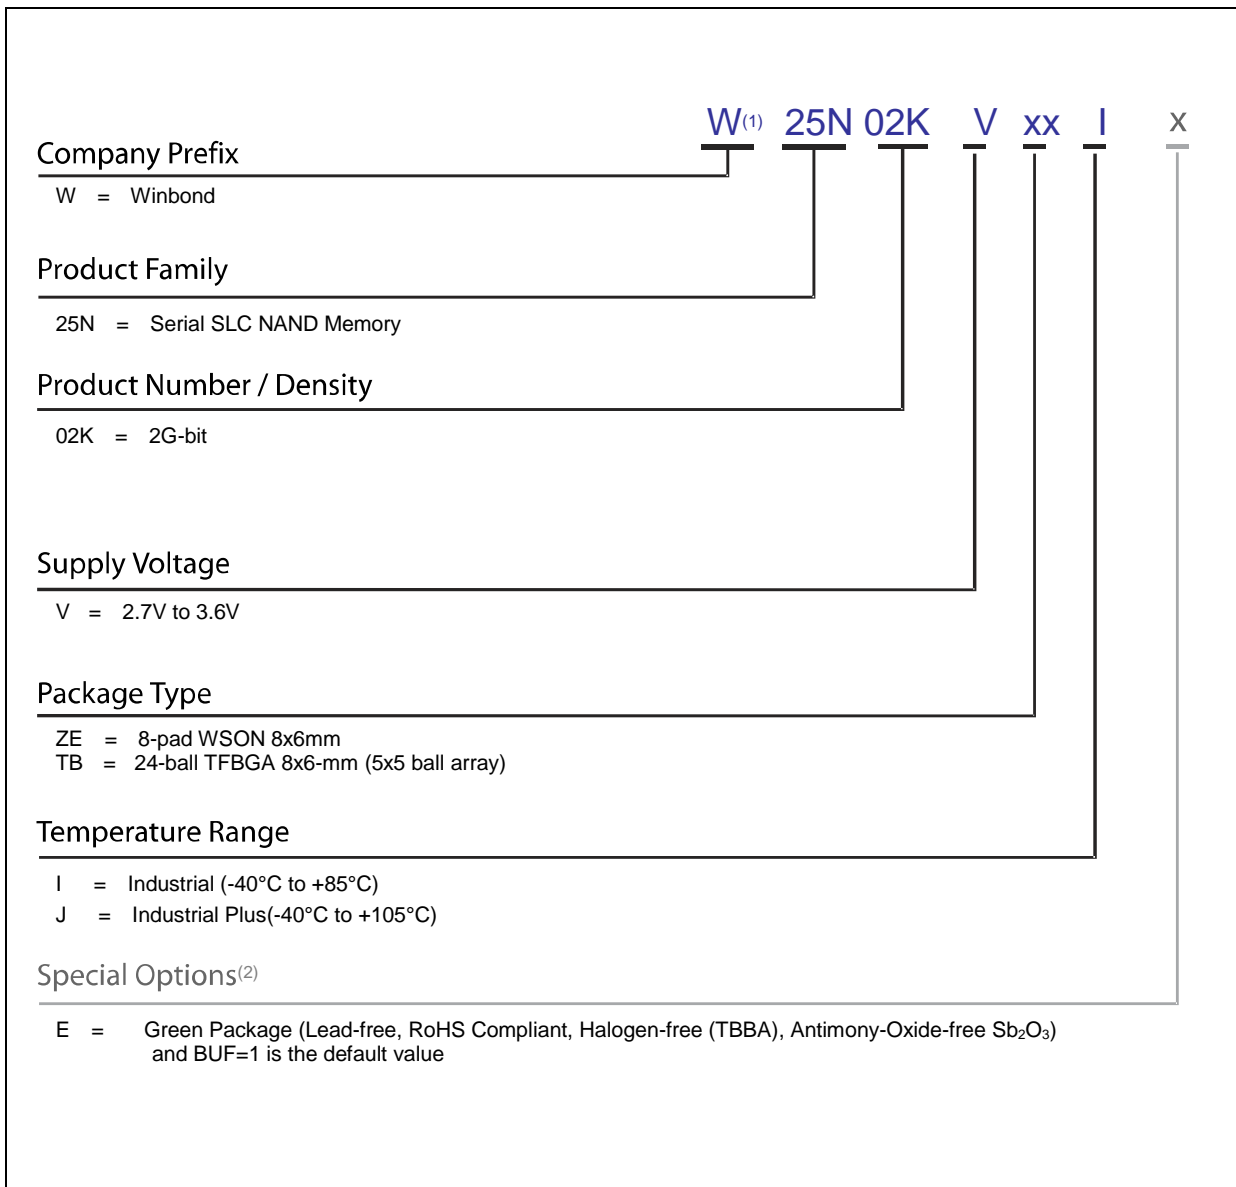 W(1) 25N 02K V xx I x
Company Prefix
W = Winbond
Product Family
25N = Serial SLC NAND Memory
Product Number / Density
02K = 2G-bit
Supply Voltage
V = 2.7V to 3.6V
Package Type
ZE = 8-pad WSON 8x6mm
TB = 24-ball TFBGA 8x6-mm (5x5 ball array)
Temperature Range
I = Industrial (-40°C to +85°C)
J = Industrial Plus(-40°C to +105°C)
Special Options(2)
E = Green Package (Lead-free, RoHS Compliant, Halogen-free (TBBA), Antimony-Oxide-free Sb₂O₃)
and BUF=1 is the default value